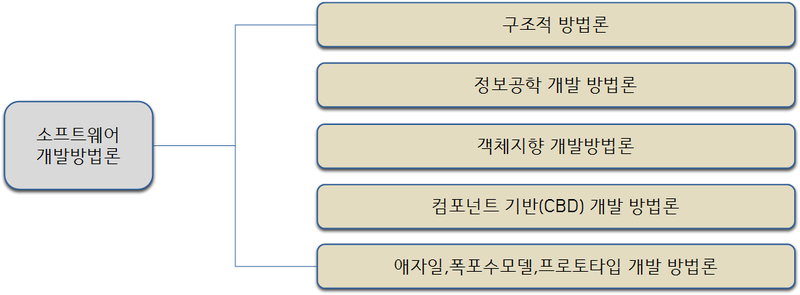 소프트웨어
개발방법론
구조적 방법론
정보공학 개발 방법론
객체지향 개발방법론
컴포넌트 기반(CBD) 개발 방법론
애자일,폭포수모델,프로토타입 개발 방법론